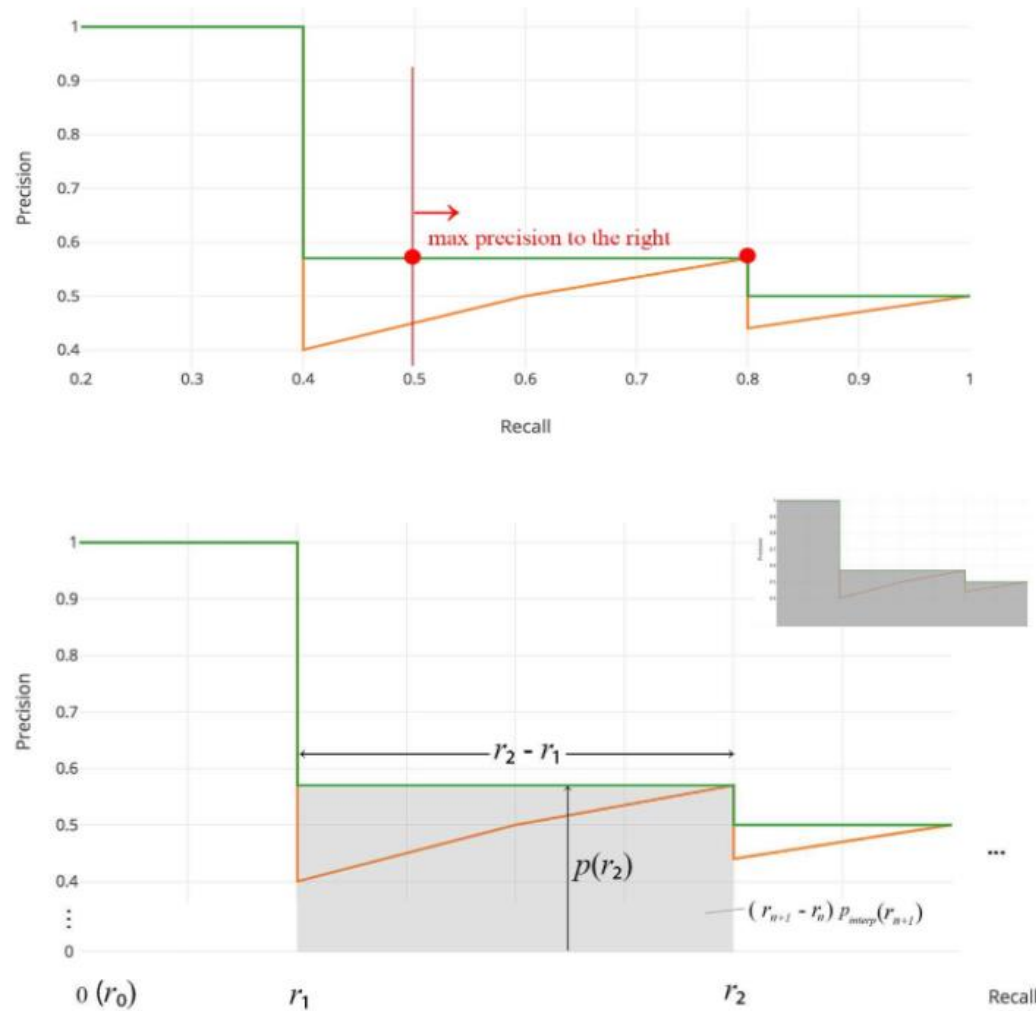 1
0.9
0.8
0.7
0.6
0.5
0.4
Precision
max precision to the right
0.2 0.3 0.4 0.5 0.6 0.7 0.8 0.9 1
Recall
1
0.9
0.8
0.7
0.6
0.5
0.4
⋮
0
Precision
r₂ - r₁
p(r₂)
(rₙ₊₁ - rₙ) p_interp(rₙ₊₁)
...
0 (r₀) r₁ r₂ Recall